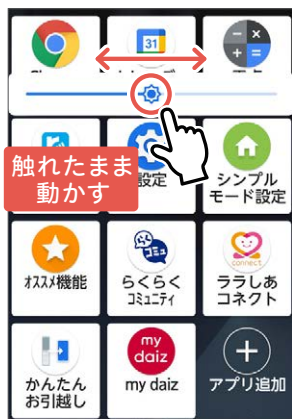 31
触れたまま
動かす
設定
シンプル
モード設定
オススメ機能
らくらく
コミュニティ
ララしあ
コネクト
connect
かんたん
お引越し
my
daiz
my daiz
アプリ追加